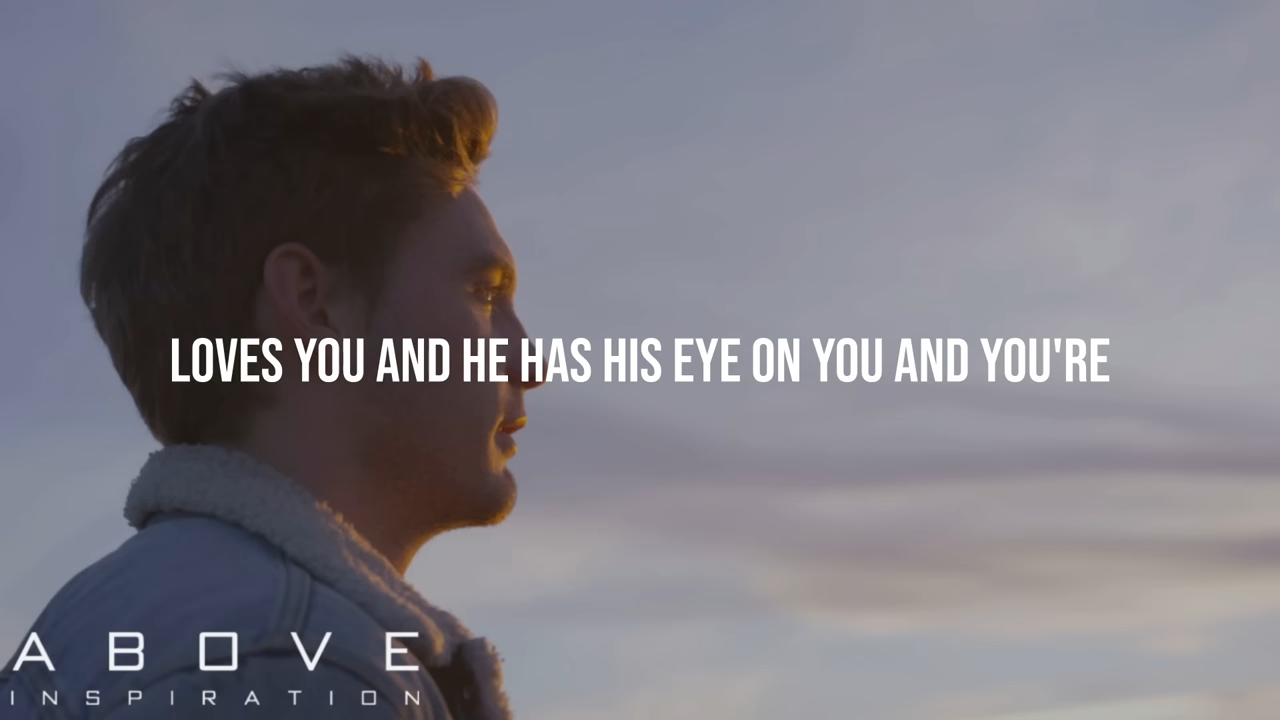 LOVES YOU AND HE HAS HIS EYE ON YOU AND YOU'RE
ABOVE
INSPIRATION